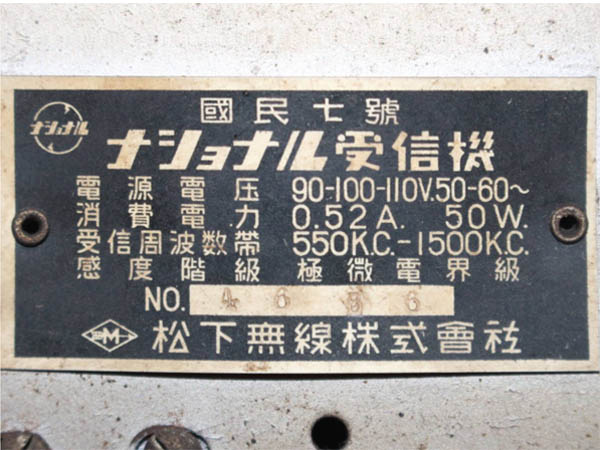 國民七號
ナショナル
ナショナル受信機
電源電圧 90-100-110V.50-60~
消費電力 0.52A. 50W.
受信周波数帯 550K.C.-1500K.C.
感度階級 極微電界級
NO. 4636
M 松下無線株式會社